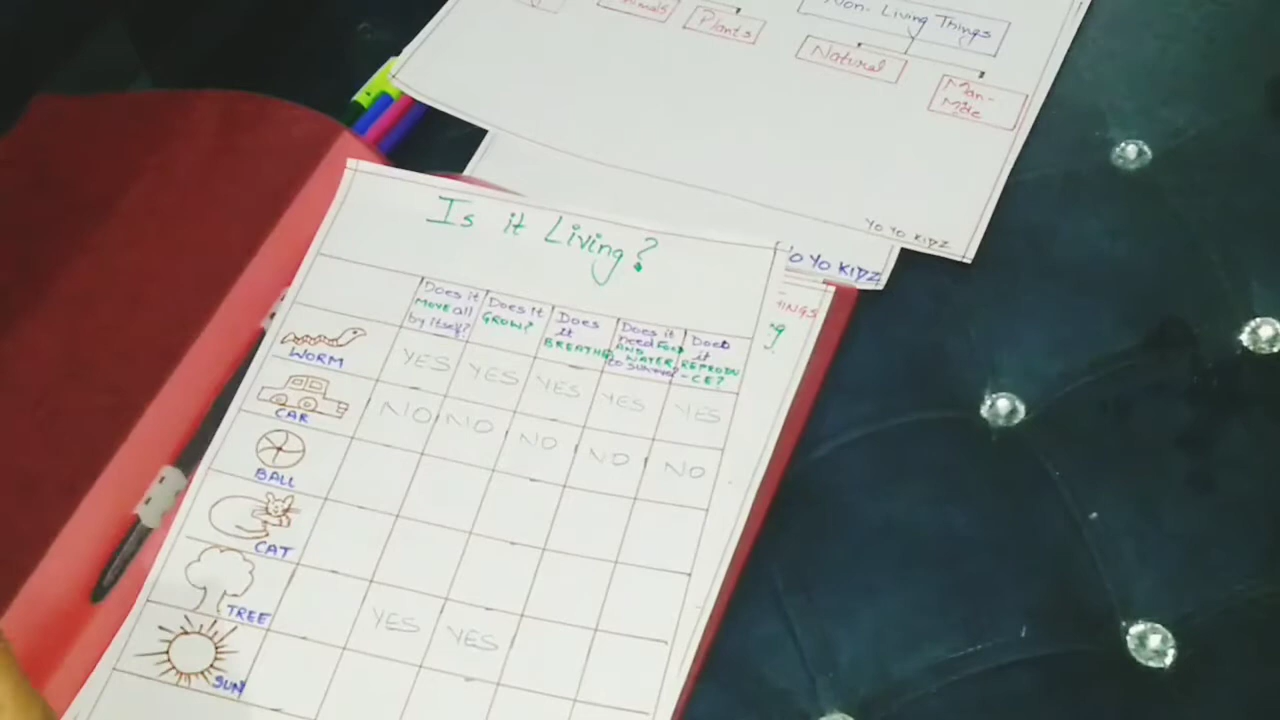 Plants
Non- Living Things
Natural
Man-
Made
YO YO KIDZ
YO YO KIDZ
Is it Living?
Does it
MOVE all
by itself?
Does it
GROW?
Does
it
BREATHE
Does it
need FOOD
AND
WATER
to survive
Does
it
REPRODU
-CE?
WORM
YES
YES
YES
YES
YES
CAR
NO
NO
NO
NO
NO
BALL
CAT
TREE
YES
YES
SUN